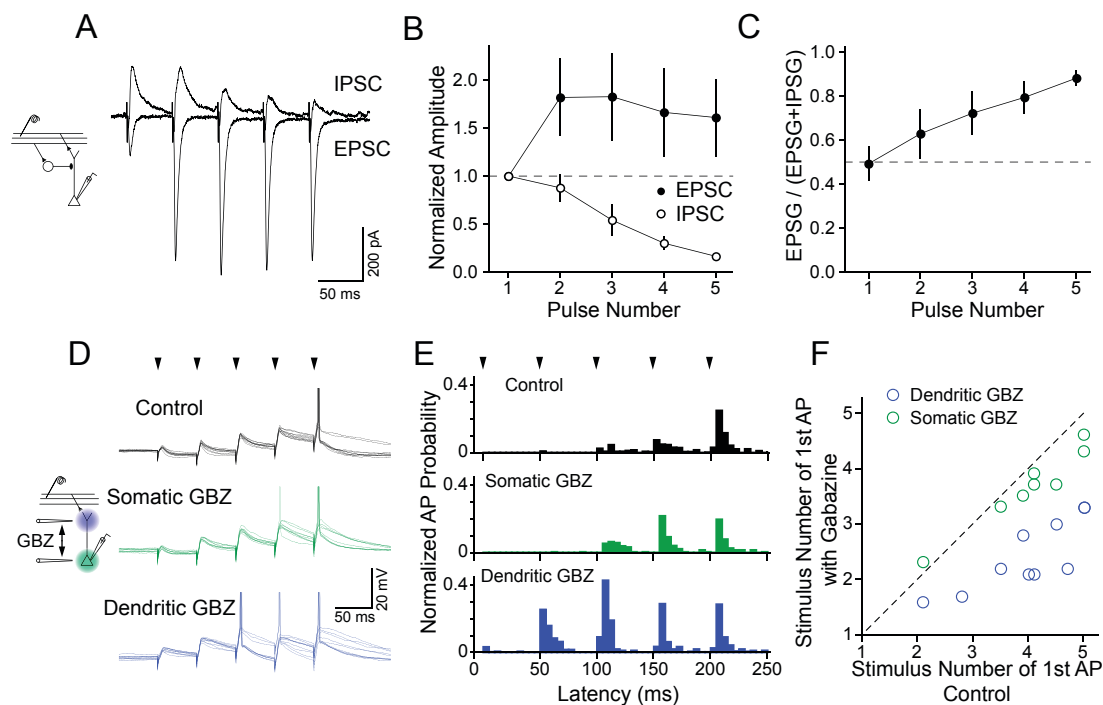 A
IPSC
EPSC
200 pA
50 ms
B
Normalized Amplitude
2.0
1.5
1.0
0.5
0.0
EPSC
IPSC
1 2 3 4 5
Pulse Number
C
EPSG / (EPSG+IPSG)
1.0
0.8
0.6
0.4
0.2
0.0
1 2 3 4 5
Pulse Number
D
Control
Somatic GBZ
GBZ
20 mV
50 ms
Dendritic GBZ
E
Normalized AP Probability
0.4
Control
0
0.4
Somatic GBZ
0
0.4
Dendritic GBZ
0.2
0
0 50 100 150 200 250
Latency (ms)
F
Dendritic GBZ
Somatic GBZ
Stimulus Number of 1st AP
with Gabazine
5
4
3
2
1
2 3 4 5
Stimulus Number of 1st AP
Control